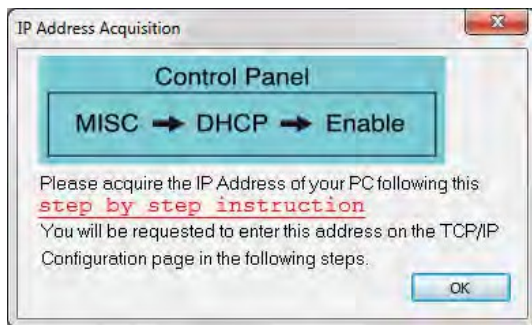 IP Address Acquisition
Control Panel
MISC → DHCP → Enable
Please acquire the IP Address of your PC following this
step by step instruction
You will be requested to enter this address on the TCP/IP
Configuration page in the following steps.
OK